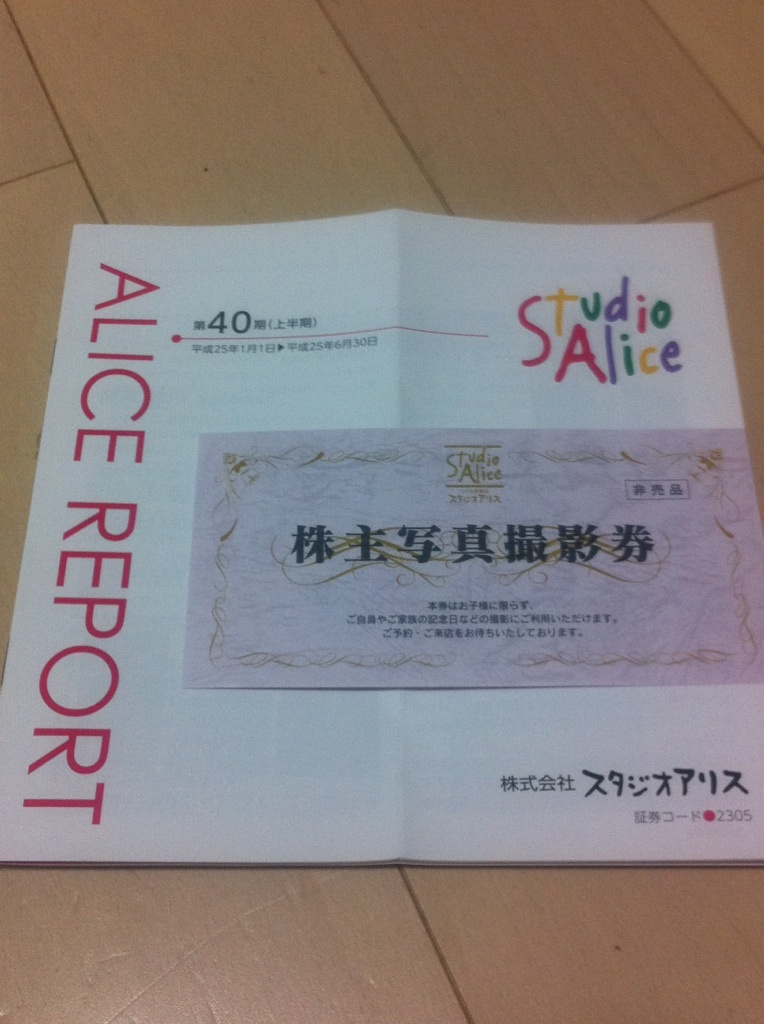 ALICE REPORT
第40期(上半期)
平成25年1月1日▶平成25年6月30日
Studio
Alice
Studio
Alice
スタジオアリス
非売品
株主写真撮影券
本券はお子様に限らず、
ご自身やご家族の記念日などの撮影にご利用いただけます。
ご予約・ご来店をお待ちいたしております。
株式会社 スタジオアリス
証券コード●2305